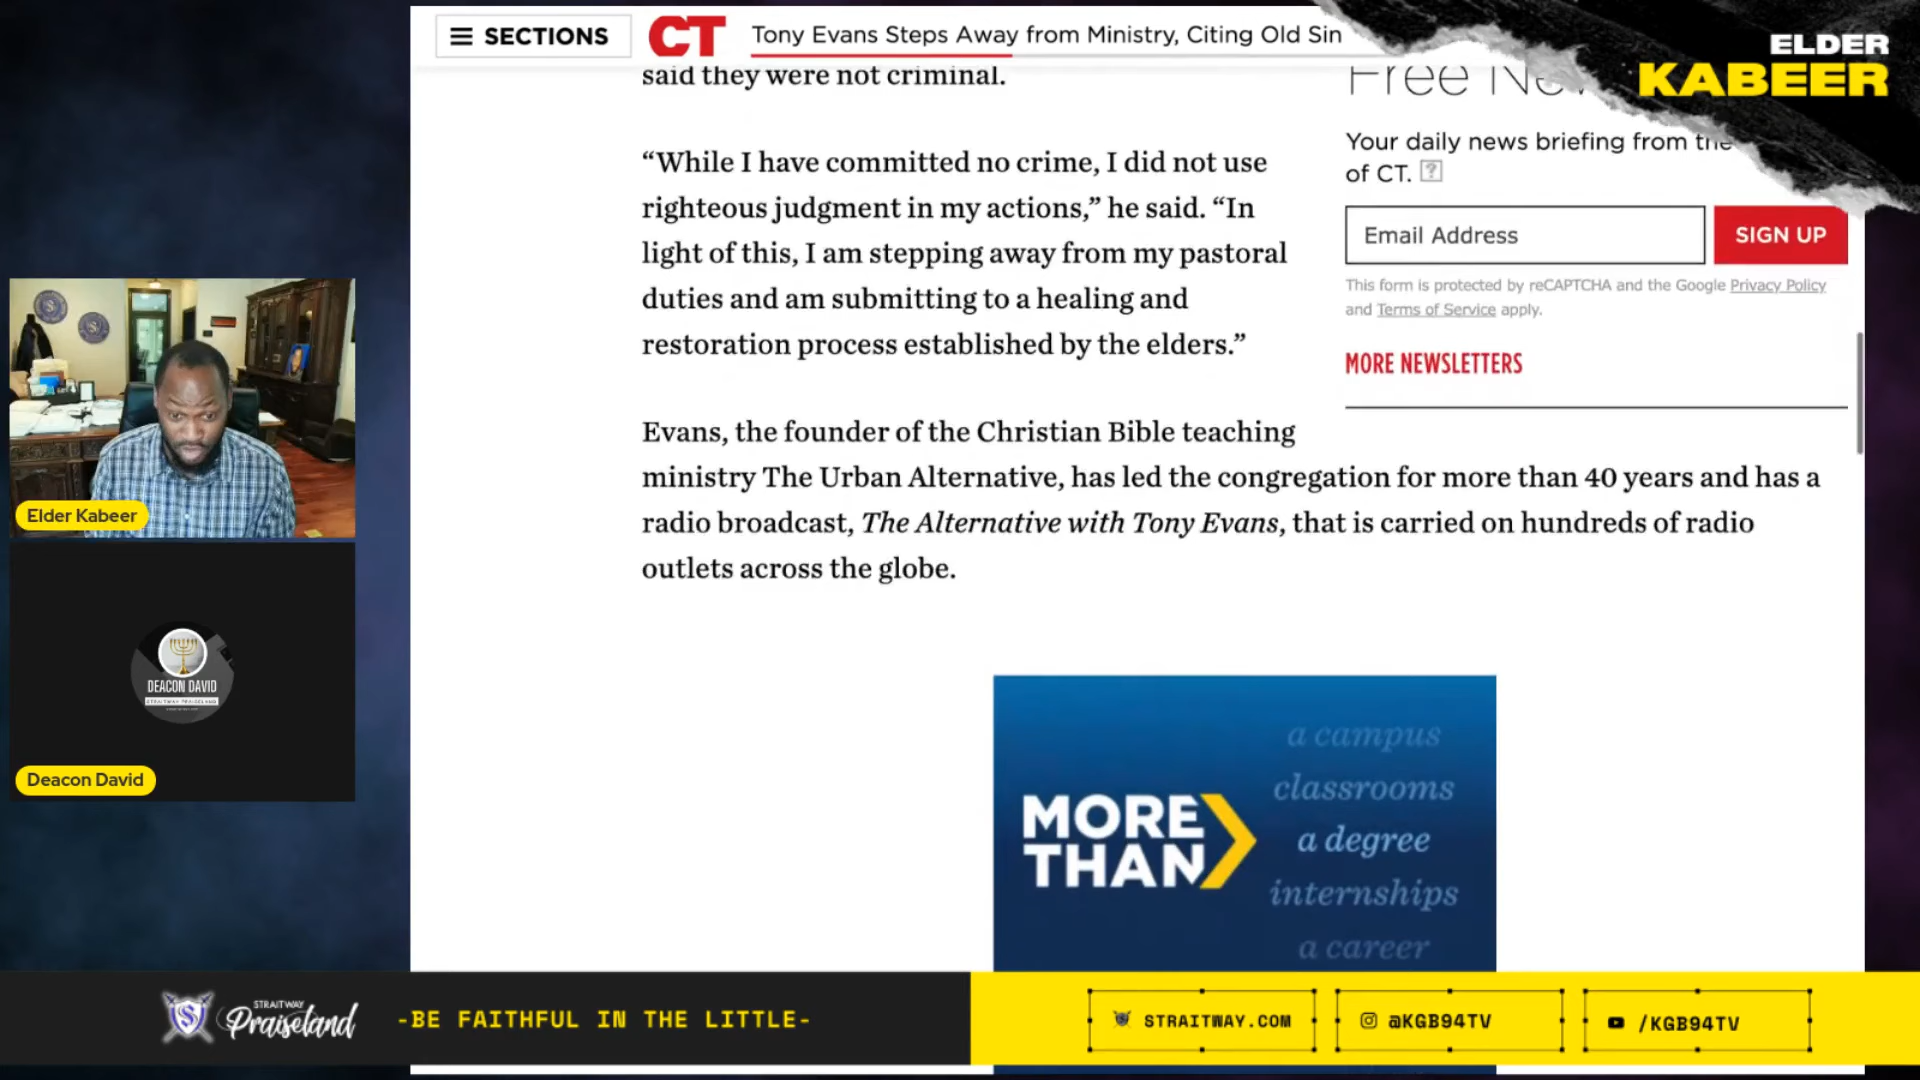 SECTIONS
CT
Tony Evans Steps Away from Ministry, Citing Old Sin
ELDER
KABEER
said they were not criminal.
“While I have committed no crime, I did not use
righteous judgment in my actions,” he said. “In
light of this, I am stepping away from my pastoral
duties and am submitting to a healing and
restoration process established by the elders.”
Evans, the founder of the Christian Bible teaching
ministry The Urban Alternative, has led the congregation for more than 40 years and has a
radio broadcast, The Alternative with Tony Evans, that is carried on hundreds of radio
outlets across the globe.
Free
Your daily news briefing from the
of CT. ?
Email Address
SIGN UP
This form is protected by reCAPTCHA and the Google Privacy Policy
and Terms of Service apply.
MORE NEWSLETTERS
Elder Kabeer
DEACON DAVID
STRAITWAY PRAISELAND
Deacon David
MORE
THAN
a campus
classrooms
a degree
internships
a career
STRAITWAY
Praiseland
-BE FAITHFUL IN THE LITTLE-
STRAITWAY.COM
@KGB94TV
/KGB94TV